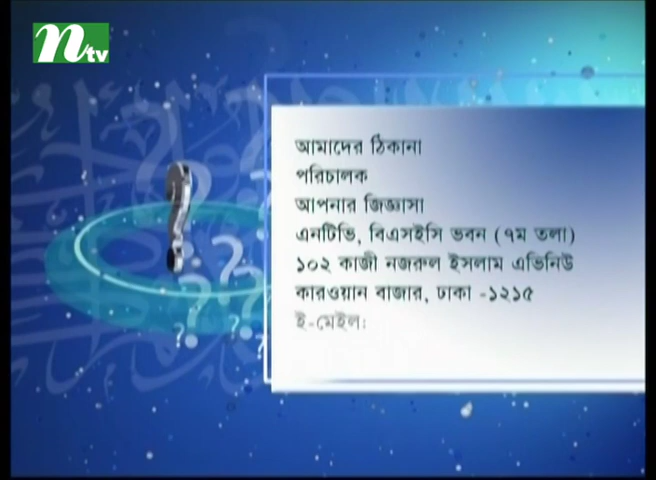 ntv
আমাদের ঠিকানা
পরিচালক
আপনার জিজ্ঞাসা
এনটিভি, বিএসইসি ভবন (৭ম তলা)
১০২ কাজী নজরুল ইসলাম এভিনিউ
কারওয়ান বাজার, ঢাকা -১২১৫
ই-মেইল: